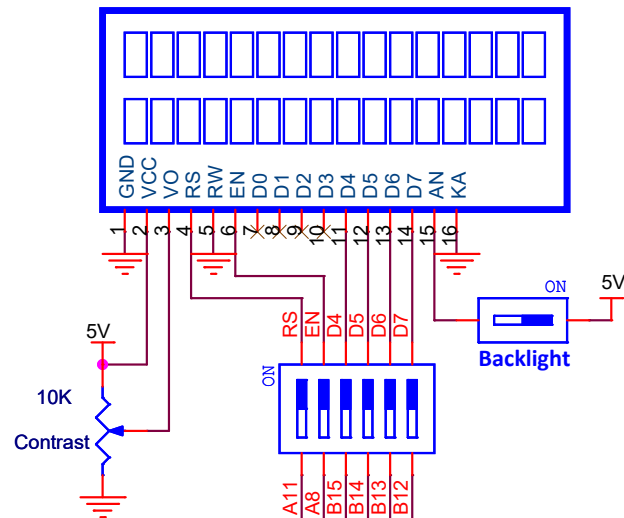 GND VCC VO RS RW EN D0 D1 D2 D3 D4 D5 D6 D7 AN KA
1 2 3 4 5 6 7 8 9 10 11 12 13 14 15 16
ON
5V
Backlight
RS EN D4 D5 D6 D7
5V
ON
10K
Contrast
A11 A8 B15 B14 B13 B12